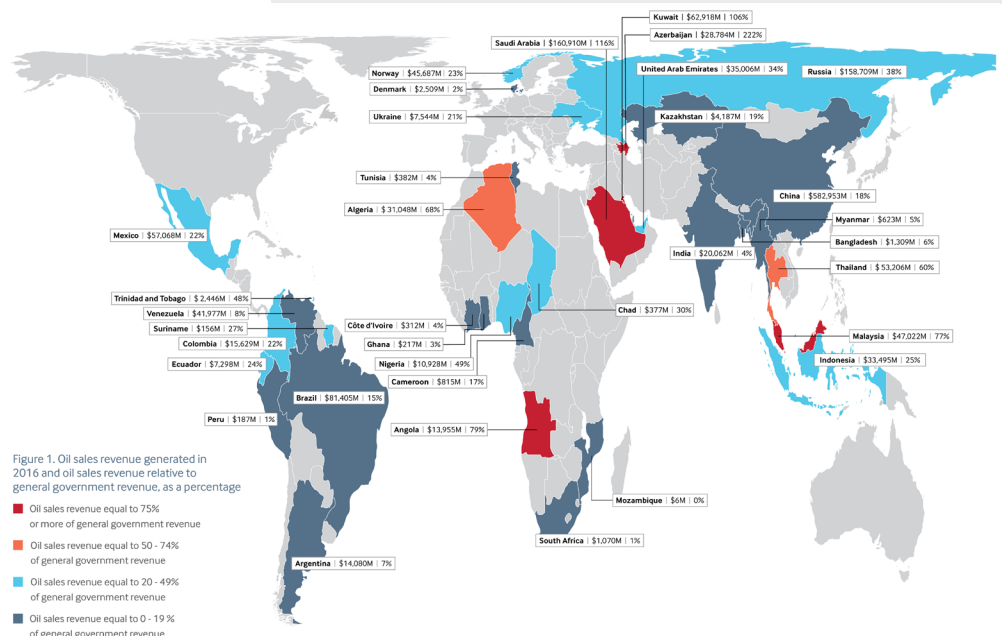 Kuwait | $62,918M | 106%
Azerbaijan | $28,784M | 222%
Saudi Arabia | $160,910M | 116%
Norway | $45,687M | 23%
United Arab Emirates | $35,006M | 34%
Russia | $158,709M | 38%
Denmark | $2,509M | 2%
Ukraine | $7,544M | 21%
Kazakhstan | $4,187M | 19%
Tunisia | $382M | 4%
China | $582,953M | 18%
Algeria | $31,048M | 68%
Myanmar | $623M | 5%
Mexico | $57,068M | 22%
Bangladesh | $1,309M | 6%
India | $20,062M | 4%
Thailand | $53,206M | 60%
Trinidad and Tobago | $2,446M | 48%
Venezuela | $41,977M | 8%
Chad | $377M | 30%
Suriname | $156M | 27%
Côte d'Ivoire | $312M | 4%
Colombia | $15,629M | 22%
Ghana | $217M | 3%
Malaysia | $47,022M | 77%
Indonesia | $33,495M | 25%
Ecuador | $7,298M | 24%
Nigeria | $10,928M | 49%
Cameroon | $815M | 17%
Brazil | $81,405M | 15%
Peru | $187M | 1%
Angola | $13,955M | 79%
Mozambique | $6M | 0%
South Africa | $1,070M | 1%
Argentina | $14,080M | 7%
Figure 1. Oil sales revenue generated in
2016 and oil sales revenue relative to
general government revenue, as a percentage
Oil sales revenue equal to 75%
or more of general government revenue
Oil sales revenue equal to 50 - 74%
of general government revenue
Oil sales revenue equal to 20 - 49%
of general government revenue
Oil sales revenue equal to 0 - 19 %
of general government revenue